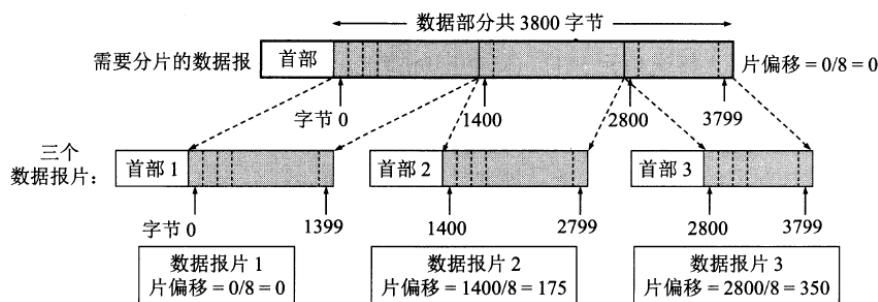 数据部分共 3800 字节
需要分片的数据报 首部 片偏移 = 0/8 = 0
字节 0 1400 2800 3799
三个
数据报片： 首部 1 首部 2 首部 3
字节 0 1399 1400 2799 2800 3799
数据报片 1 数据报片 2 数据报片 3
片偏移 = 0/8 = 0 片偏移 = 1400/8 = 175 片偏移 = 2800/8 = 350